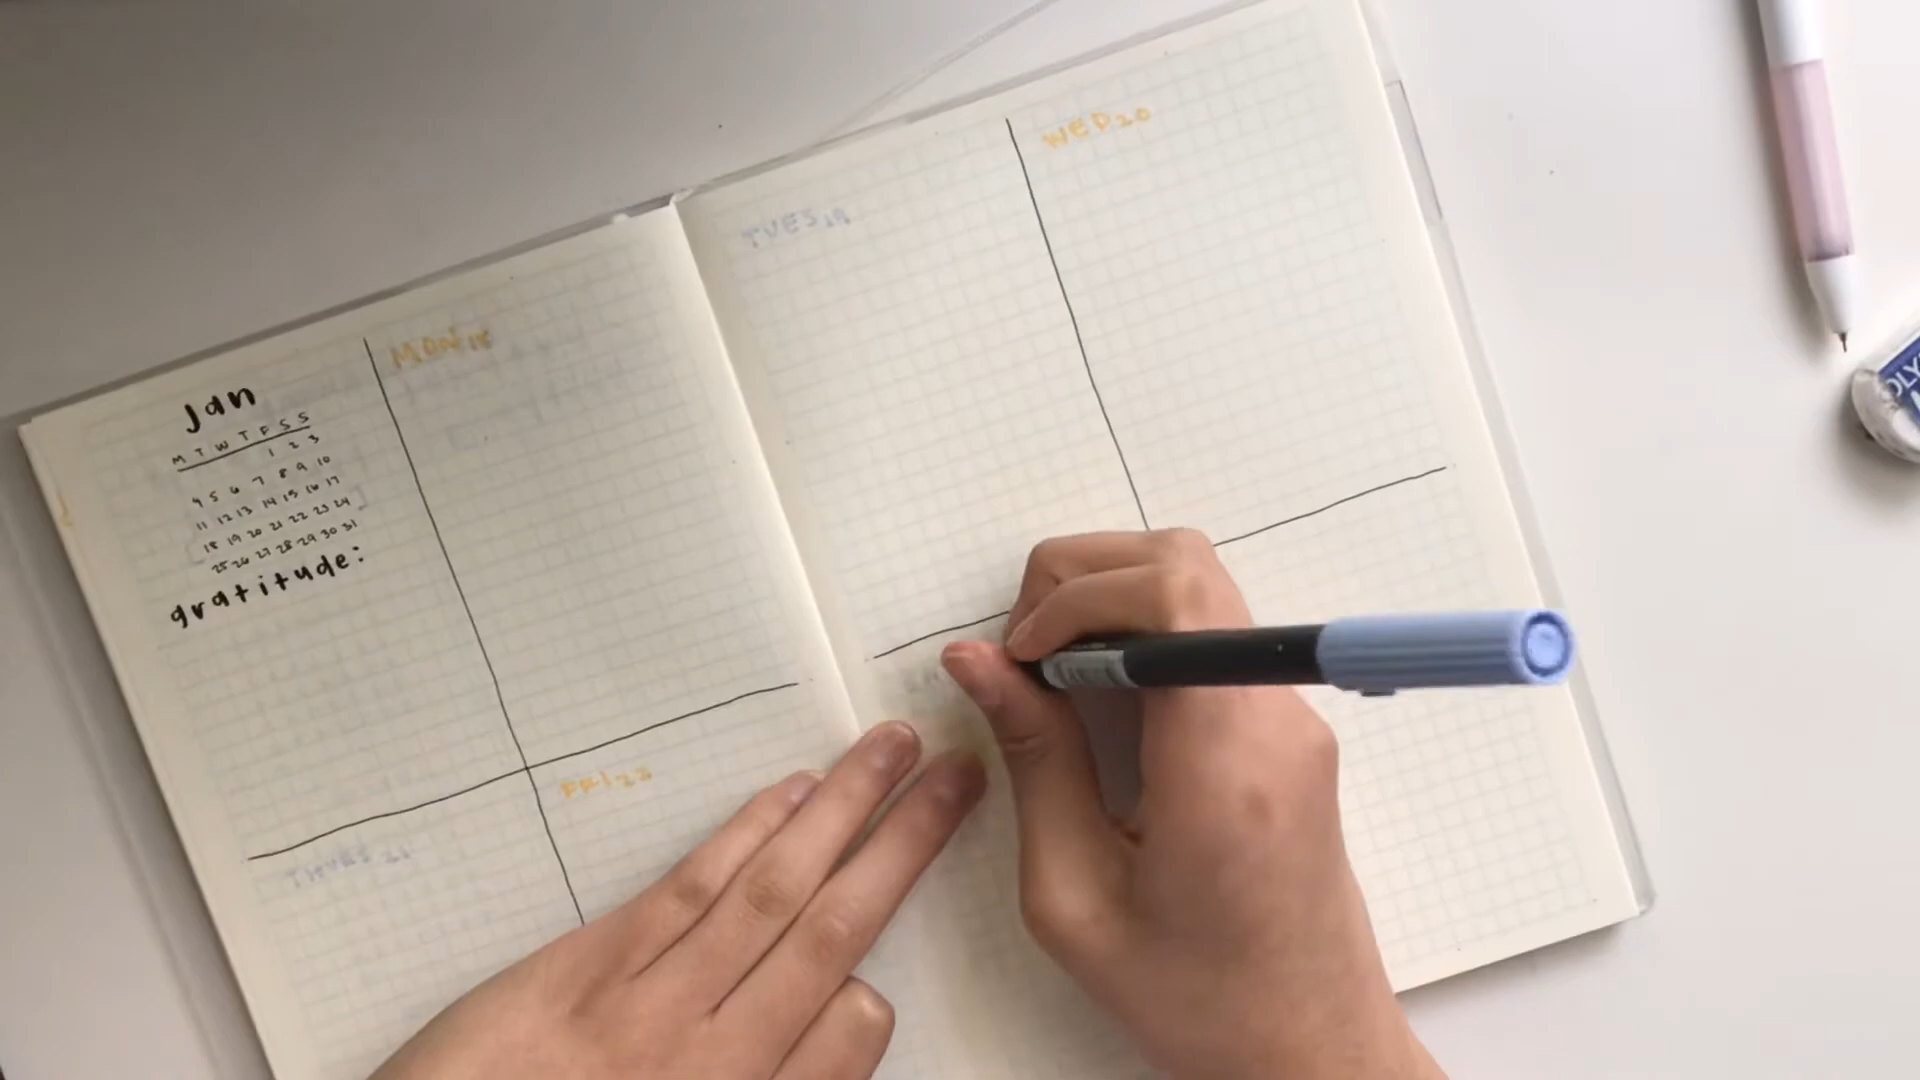 Jan
M T W T F S S
1 2 3
4 5 6 7 8 9 10
11 12 13 14 15 16 17
18 19 20 21 22 23 24
25 26 27 28 29 30 31
gratitude:
MON 18
TUES 19
WED 20
THURS 21
FRI 22